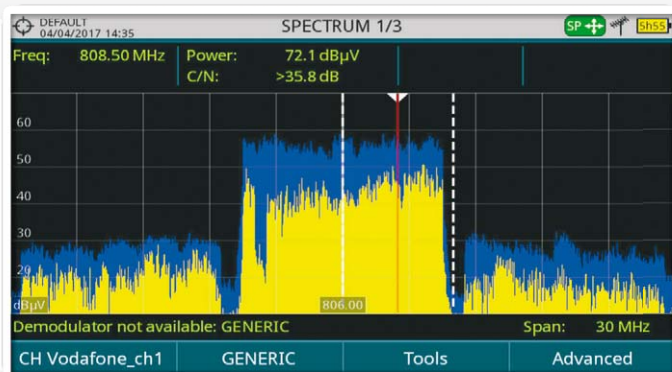 DEFAULT
04/04/2017 14:35
SPECTRUM 1/3
SP
5h55
Freq: 808.50 MHz
Power: 72.1 dBµV
C/N: >35.8 dB
60
50
40
30
20
dBµV
806.00
Demodulator not available: GENERIC
Span: 30 MHz
CH Vodafone_ch1
GENERIC
Tools
Advanced